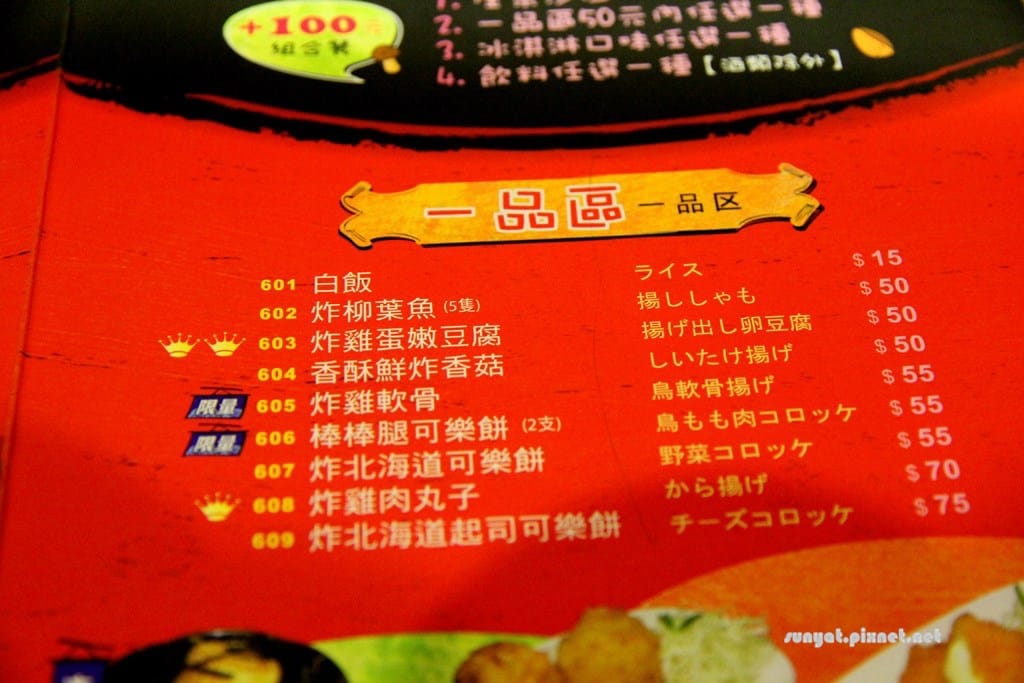 +100元
組合餐
2. 一品區50元內任選一種
3. 冰淇淋口味任選一種
4. 飲料任選一種【酒類除外】
一品區 一品区
601 白飯 ライス $15
602 炸柳葉魚 (5隻) 揚ししゃも $50
603 炸雞蛋嫩豆腐 揚げ出し卵豆腐 $50
604 香酥鮮炸香菇 しいたけ揚げ $50
限量 605 炸雞軟骨 鳥軟骨揚げ $55
限量 606 棒棒腿可樂餅 (2支) 鳥もも肉コロッケ $55
607 炸北海道可樂餅 野菜コロッケ $55
608 炸雞肉丸子 から揚げ $70
609 炸北海道起司可樂餅 チーズコロッケ $75
sunyat.pixnet.net